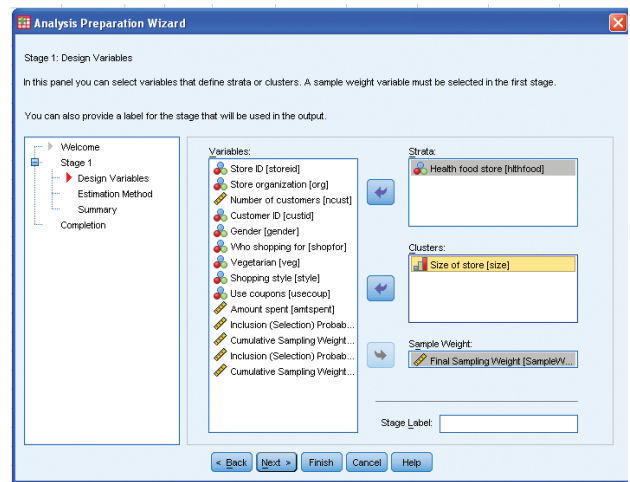 Analysis Preparation Wizard
Stage 1: Design Variables
In this panel you can select variables that define strata or clusters. A sample weight variable must be selected in the first stage.
You can also provide a label for the stage that will be used in the output.
Welcome
Stage 1
Design Variables
Estimation Method
Summary
Completion
Variables:
Store ID [storeid]
Store organization [org]
Number of customers [ncust]
Customer ID [custid]
Gender [gender]
Who shopping for [shopfor]
Vegetarian [veg]
Shopping style [style]
Use coupons [usecoup]
Amount spent [amtspent]
Inclusion (Selection) Probab...
Cumulative Sampling Weight...
Inclusion (Selection) Probab...
Cumulative Sampling Weight...
Strata:
Health food store [hlthfood]
Clusters:
Size of store [size]
Sample Weight:
Final Sampling Weight [SampleW...
Stage Label:
< Back
Next >
Finish
Cancel
Help